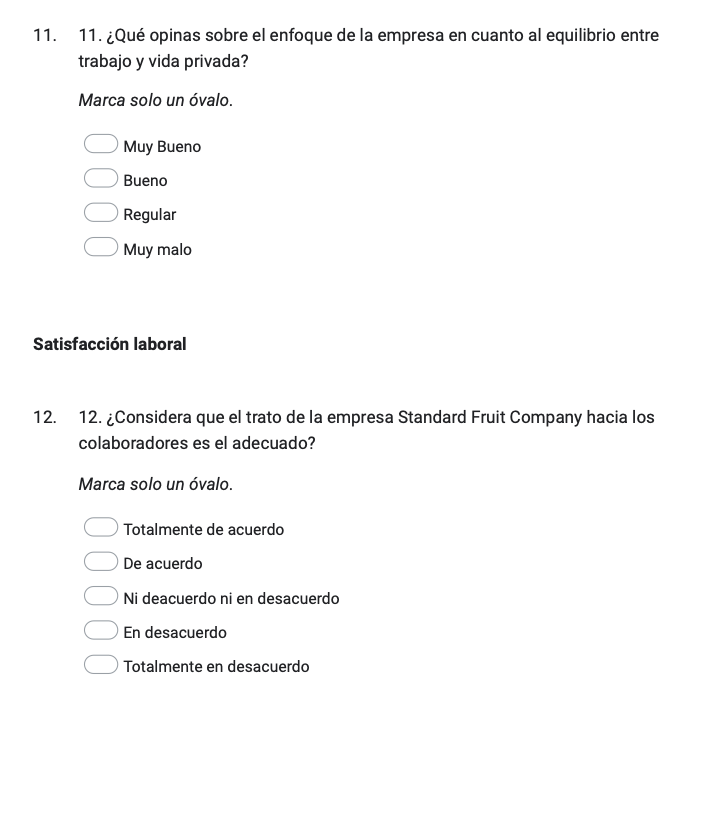 11. 11. ¿Qué opinas sobre el enfoque de la empresa en cuanto al equilibrio entre
trabajo y vida privada?
Marca solo un óvalo.
Muy Bueno
Bueno
Regular
Muy malo
Satisfacción laboral
12. 12. ¿Considera que el trato de la empresa Standard Fruit Company hacia los
colaboradores es el adecuado?
Marca solo un óvalo.
Totalmente de acuerdo
De acuerdo
Ni deacuerdo ni en desacuerdo
En desacuerdo
Totalmente en desacuerdo